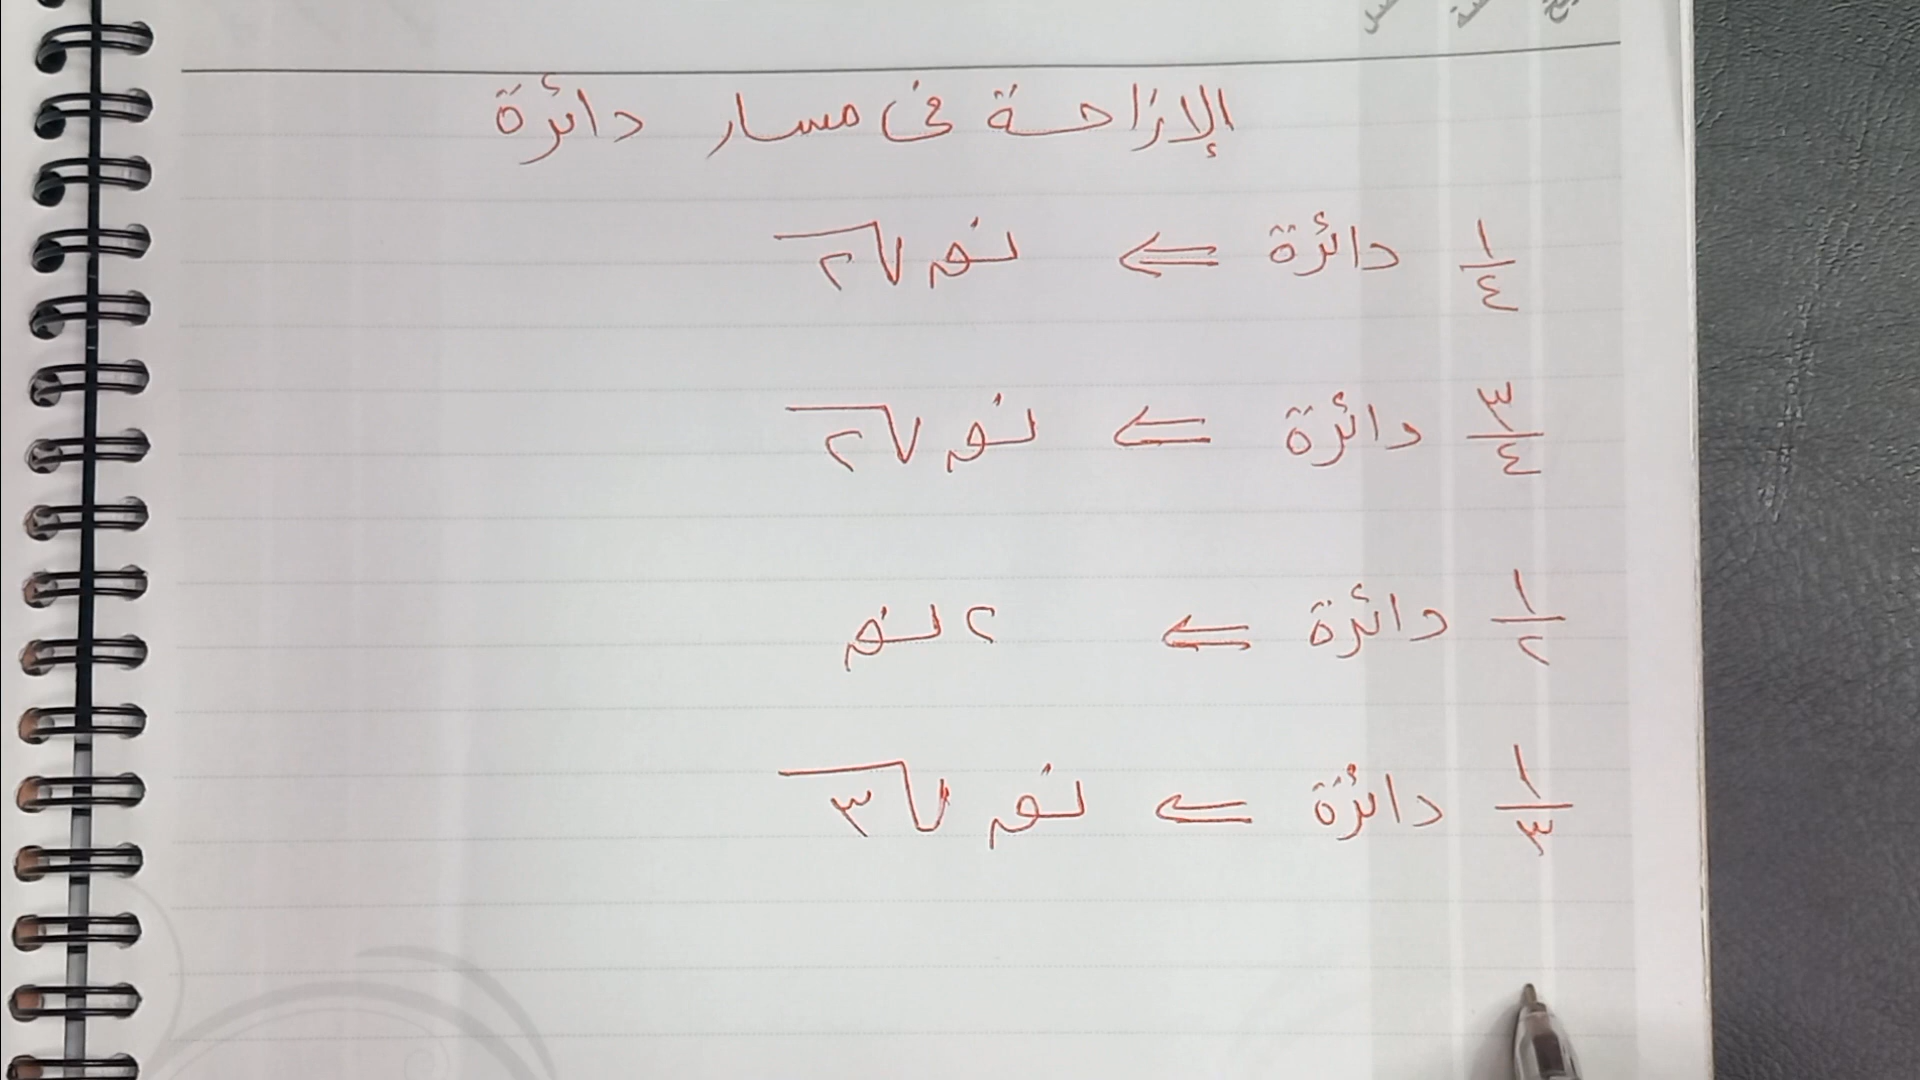 الإزاحة في مسار دائرة
١/٤ دائرة ⇐ نق √٢
٣/٤ دائرة ⇐ نق √٢
١/٢ دائرة ⇐ ٢ نق
١/٣ دائرة ⇐ نق √٣